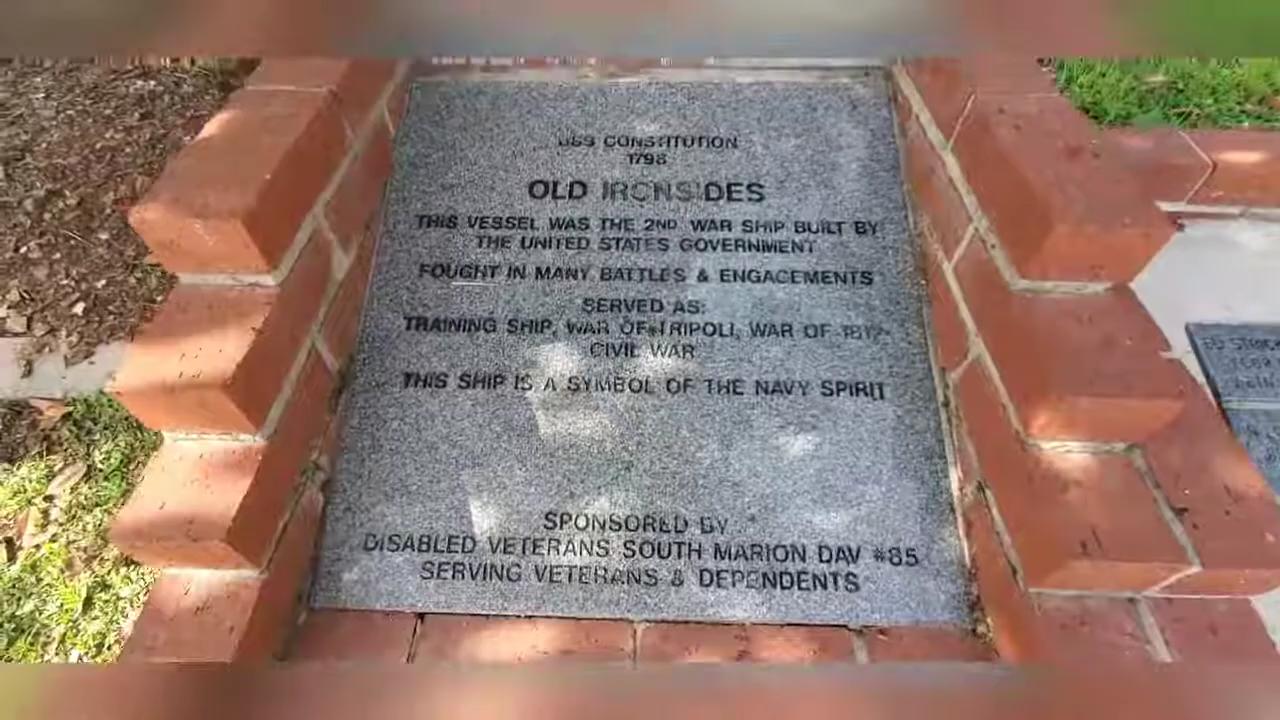 USS CONSTITUTION
1798
OLD IRONSIDES
THIS VESSEL WAS THE 2ND WAR SHIP BUILT BY
THE UNITED STATES GOVERNMENT
FOUGHT IN MANY BATTLES & ENGAGEMENTS
SERVED AS:
TRAINING SHIP, WAR OF TRIPOLI, WAR OF 1812
CIVIL WAR
THIS SHIP IS A SYMBOL OF THE NAVY SPIRIT
SPONSORED BY
DISABLED VETERANS SOUTH MARION DAV #85
SERVING VETERANS & DEPENDENTS